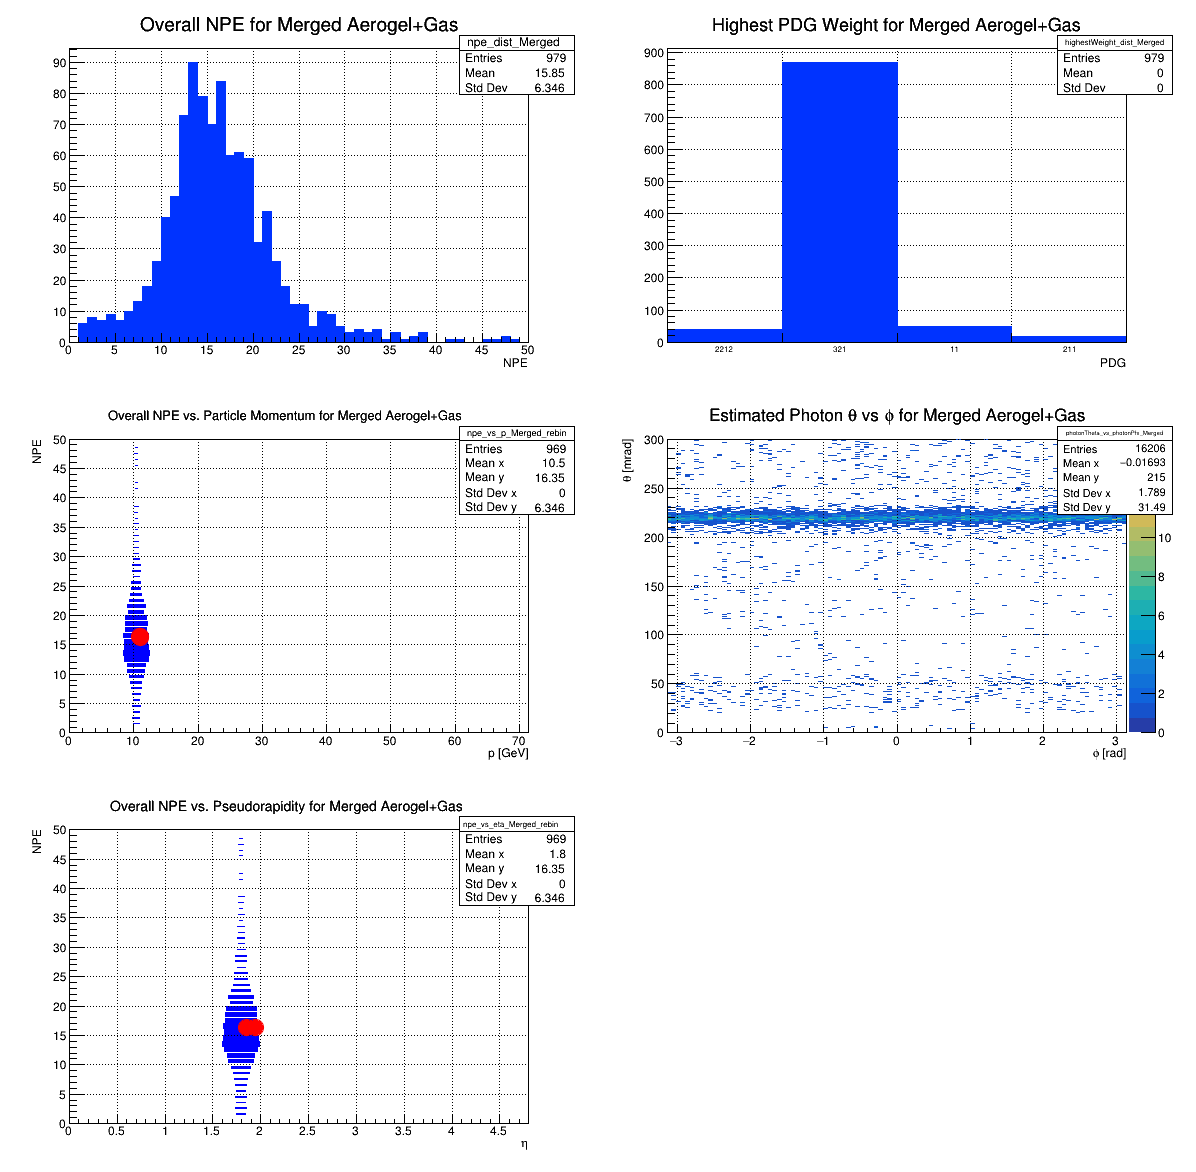 Overall NPE for Merged Aerogel+Gas
npe_dist_Merged
Entries 979
Mean 15.85
Std Dev 6.346
90
80
70
60
50
40
30
20
10
0
0 5 10 15 20 25 30 35 40 45 50
NPE
Highest PDG Weight for Merged Aerogel+Gas
highestWeight_dist_Merged
Entries 979
Mean 0
Std Dev 0
900
800
700
600
500
400
300
200
100
0
2212 321 11 211
PDG
Overall NPE vs. Particle Momentum for Merged Aerogel+Gas
npe_vs_p_Merged_rebin
Entries 969
Mean x 10.5
Mean y 16.35
Std Dev x 0
Std Dev y 6.346
NPE
50
45
40
35
30
25
20
15
10
5
0
0 10 20 30 40 50 60 70
p [GeV]
Estimated Photon θ vs ϕ for Merged Aerogel+Gas
photonTheta_vs_photonPhi_Merged
Entries 16206
Mean x −0.01693
Mean y 215
Std Dev x 1.789
Std Dev y 31.49
θ [mrad]
300
250
200
150
100
50
0
−3 −2 −1 0 1 2 3
ϕ [rad]
10
8
6
4
2
0
Overall NPE vs. Pseudorapidity for Merged Aerogel+Gas
npe_vs_eta_Merged_rebin
Entries 969
Mean x 1.8
Mean y 16.35
Std Dev x 0
Std Dev y 6.346
NPE
50
45
40
35
30
25
20
15
10
5
0
0 0.5 1 1.5 2 2.5 3 3.5 4 4.5
η